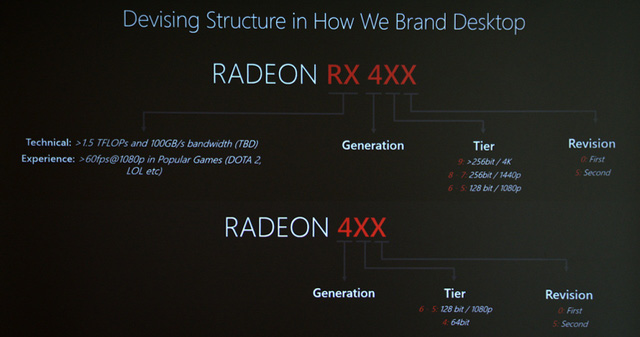 Devising Structure in How We Brand Desktop
RADEON RX 4XX
Technical: >1.5 TFLOPs and 100GB/s bandwidth (TBD)
Experience: >60fps@1080p in Popular Games (DOTA 2,
LOL etc)
Generation
Tier
9: >256bit / 4K
8 - 7: 256bit / 1440p
6 - 5: 128 bit / 1080p
Revision
0: First
5: Second
RADEON 4XX
Generation
Tier
6 - 5: 128 bit / 1080p
4: 64bit
Revision
0: First
5: Second